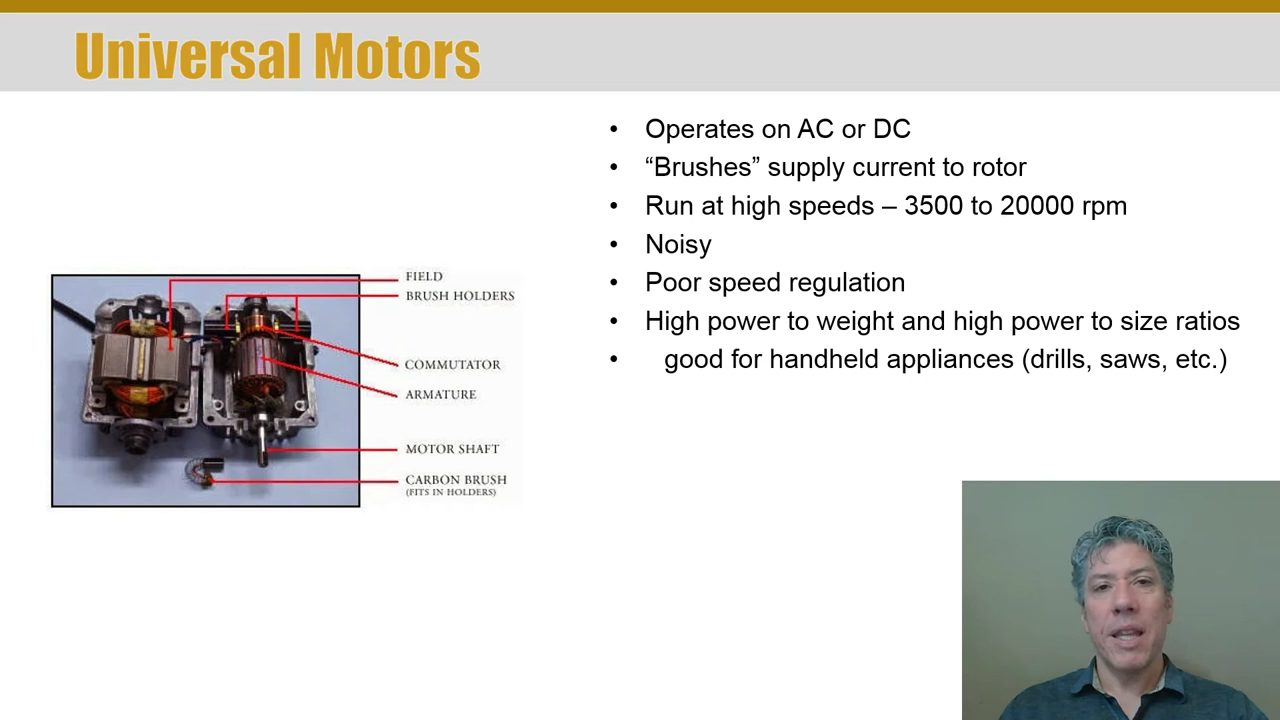 Universal Motors
• Operates on AC or DC
• “Brushes” supply current to rotor
• Run at high speeds – 3500 to 20000 rpm
• Noisy
• Poor speed regulation
• High power to weight and high power to size ratios
• good for handheld appliances (drills, saws, etc.)
FIELD
BRUSH HOLDERS
COMMUTATOR
ARMATURE
MOTOR SHAFT
CARBON BRUSH
(FITS IN HOLDERS)